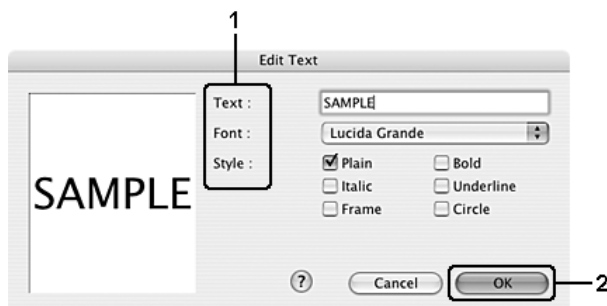 1
Edit Text
Text : SAMPLE
Font : Lucida Grande
SAMPLE
Style : Plain Bold
Italic Underline
Frame Circle
? Cancel OK 2